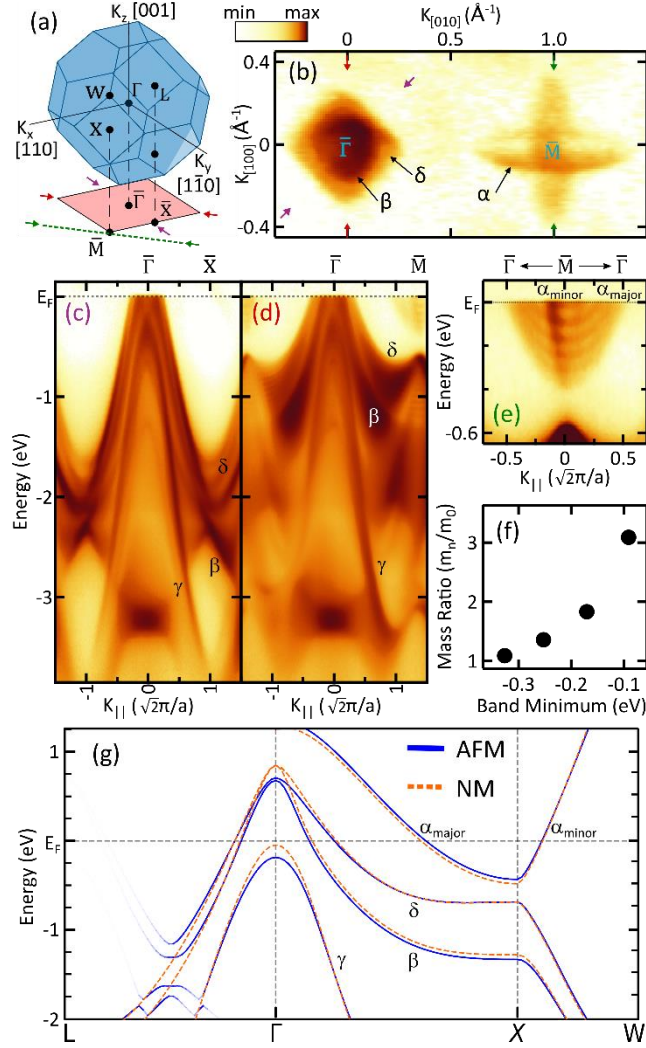 (a)
K_z [001]
W
Γ
L
X
K_x
[110]
K_y
[11̄0]
Γ̄
X̄
M̄
min
max
K_[010] (Å⁻¹)
0
0.5
1.0
(b)
0.4
0
-0.4
K_[100] (Å⁻¹)
Γ̄
δ
β
M̄
α
Γ̄
X̄
Γ̄
M̄
Γ̄ ← M̄ → Γ̄
E_F
(c)
(d)
δ
β
γ
δ
β
γ
-1
-2
-3
Energy (eV)
-1
0
1
-1
0
1
K_|| (√2π/a)
K_|| (√2π/a)
α_minor
α_major
E_F
Energy (eV)
-0.6
(e)
-0.5
0
0.5
K_|| (√2π/a)
(f)
Mass Ratio (m_n/m_0)
3
2
1
-0.3
-0.2
-0.1
Band Minimum (eV)
(g)
AFM
NM
1
E_F
-1
-2
Energy (eV)
α_major
α_minor
δ
β
γ
L
Γ
X
W